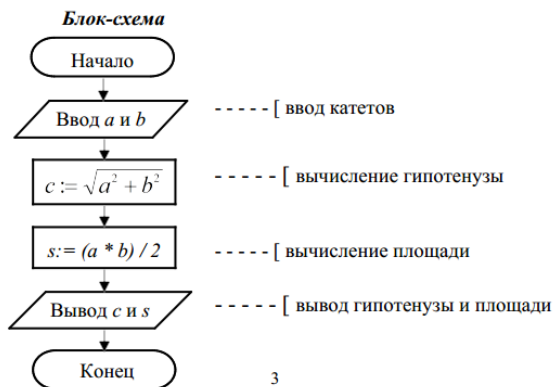 Блок-схема
Начало
Ввод a и b - - - - - [ ввод катетов
c := √a² + b² - - - - - [ вычисление гипотенузы
s:= (a * b) / 2 - - - - - [ вычисление площади
Вывод c и s - - - - - [ вывод гипотенузы и площади
Конец
3